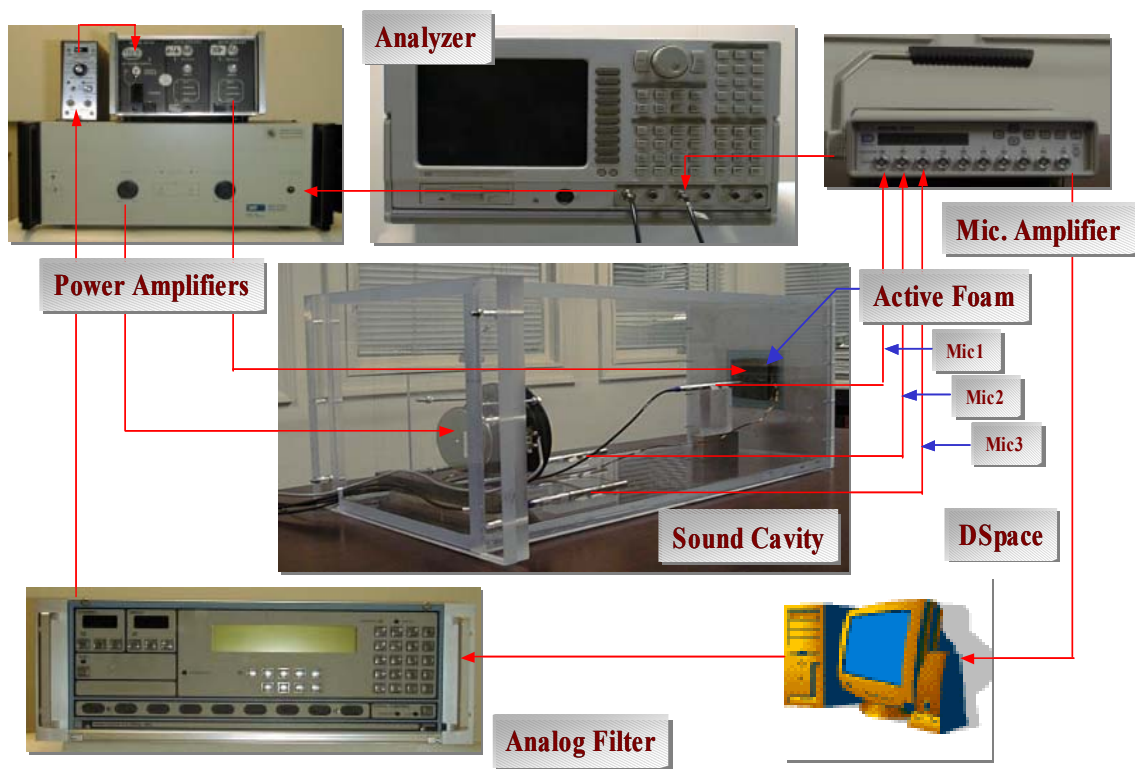 Analyzer
Mic. Amplifier
Power Amplifiers
Active Foam
Mic1
Mic2
Mic3
Sound Cavity
DSpace
Analog Filter